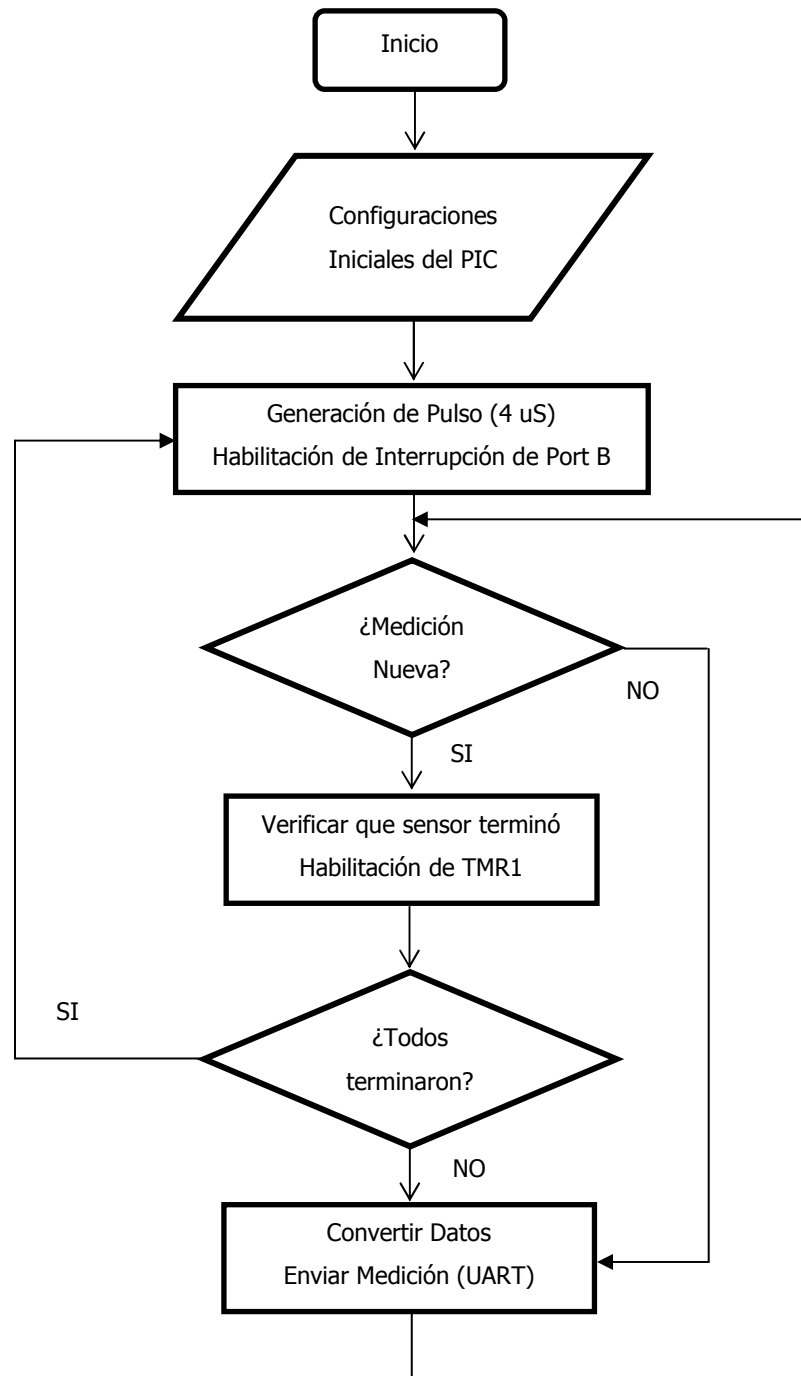 Inicio
Configuraciones
Iniciales del PIC
Generación de Pulso (4 uS)
Habilitación de Interrupción de Port B
¿Medición
Nueva?
NO
SI
Verificar que sensor terminó
Habilitación de TMR1
SI
¿Todos
terminaron?
NO
Convertir Datos
Enviar Medición (UART)